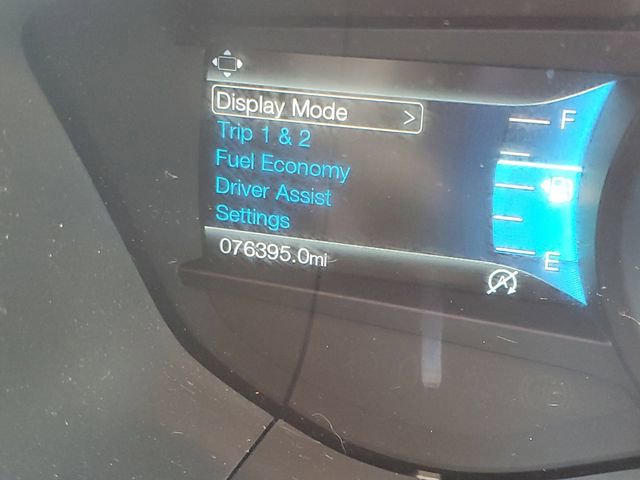 Display Mode >
Trip 1 & 2
Fuel Economy
Driver Assist
Settings
076395.0mi
F
E
A